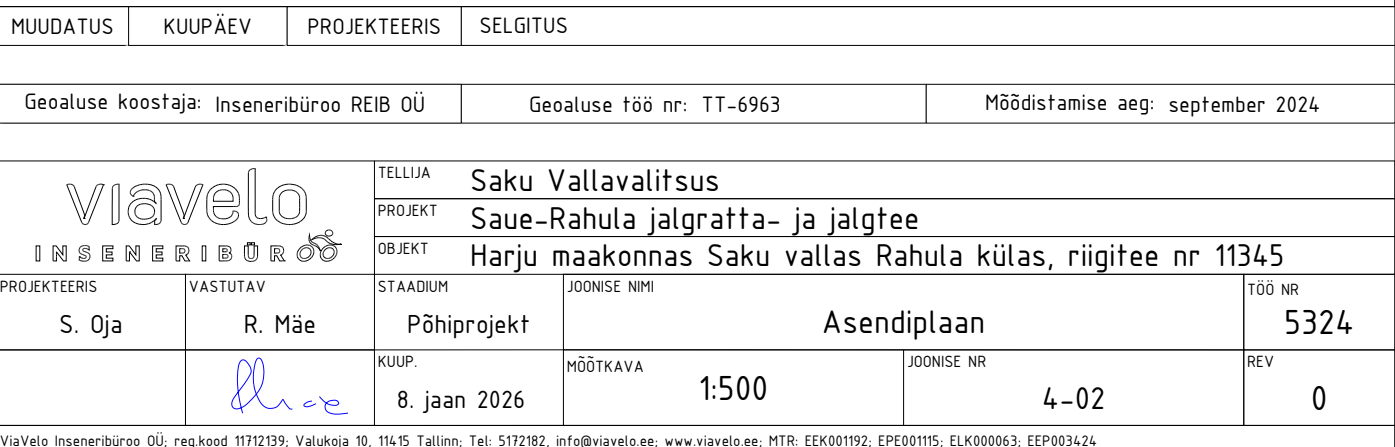 MUUDATUS KUUPÄEV PROJEKTEERIS SELGITUS
Geoaluse koostaja: Inseneribüroo REIB OÜ Geoaluse töö nr: TT-6963 Mõõdistamise aeg: september 2024
viavelo
INSENERIBÜROO
TELLIJA Saku Vallavalitsus
PROJEKT Saue-Rahula jalgratta- ja jalgtee
OBJEKT Harju maakonnas Saku vallas Rahula külas, riigitee nr 11345
PROJEKTEERIS VASTUTAV STAADIUM JOONISE NIMI TÖÖ NR
S. Oja R. Mäe Põhiprojekt Asendiplaan 5324
KUUP. MÕÕTKAVA JOONISE NR REV
8. jaan 2026 1:500 4-02 0
ViaVelo Inseneribüroo OÜ; reg.kood 11712139; Valukoja 10, 11415 Tallinn; Tel: 5172182, info@viavelo.ee; www.viavelo.ee; MTR: EEK001192; EPE001115; ELK000063; EEP003424